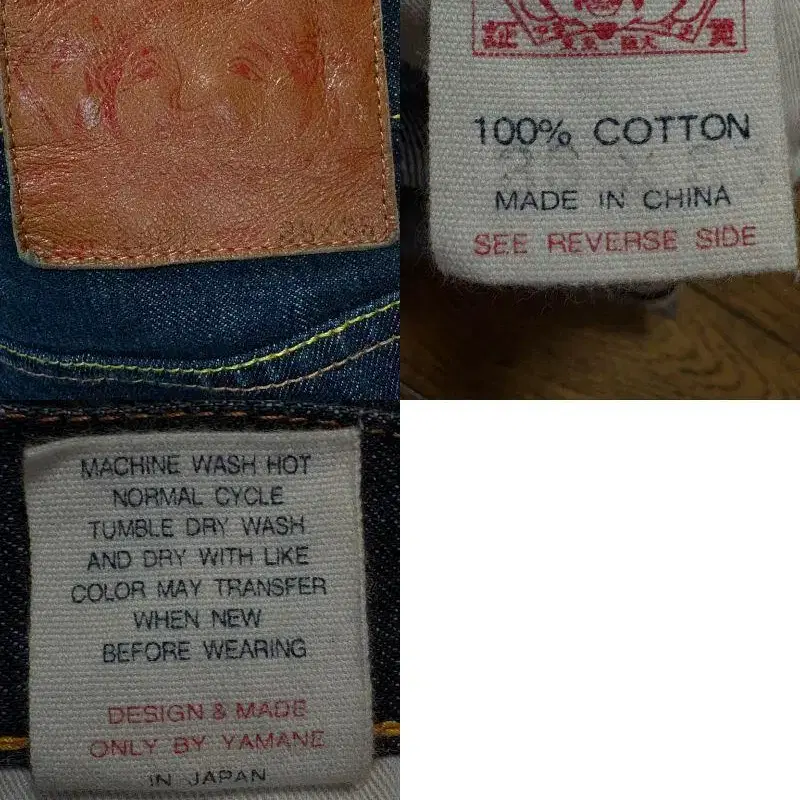 100% COTTON
MADE IN CHINA
SEE REVERSE SIDE
MACHINE WASH HOT
NORMAL CYCLE
TUMBLE DRY WASH
AND DRY WITH LIKE
COLOR MAY TRANSFER
WHEN NEW
BEFORE WEARING
DESIGN & MADE
ONLY BY YAMANE
IN JAPAN